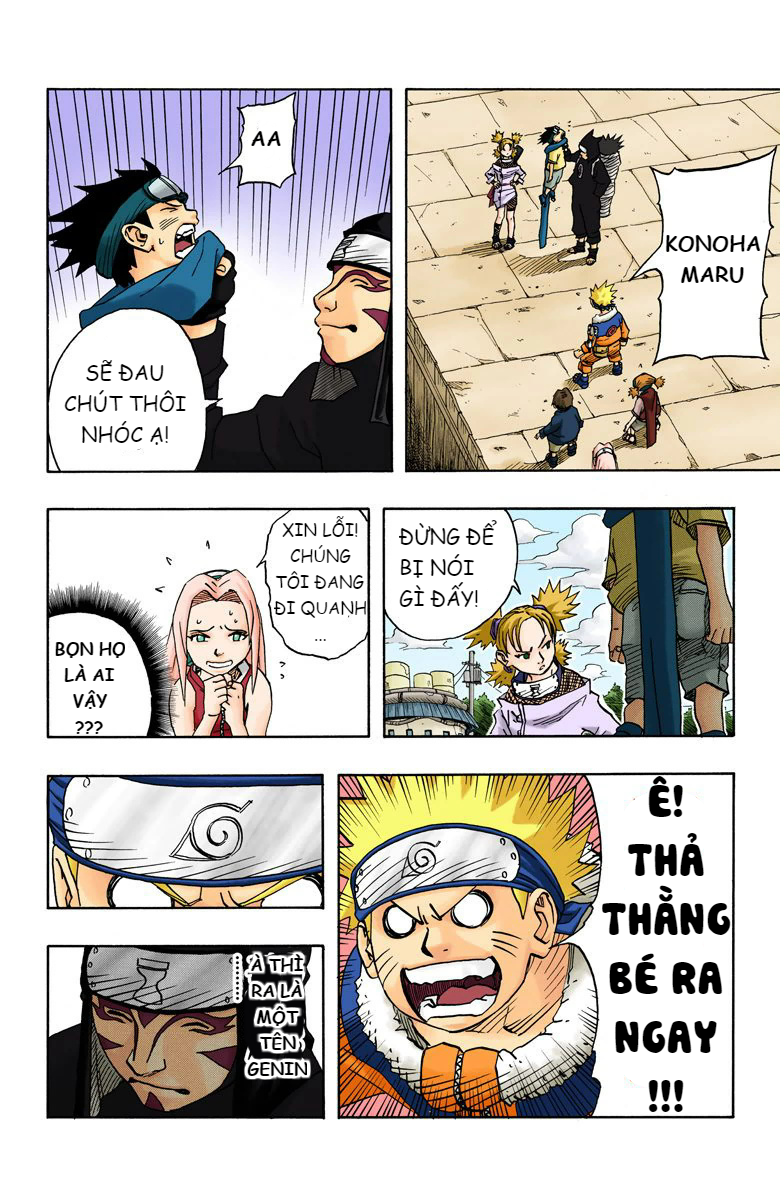 KONOHA
MARU
AA
SẼ ĐAU
CHÚT THÔI
NHÓC Ạ!
ĐỪNG ĐỂ
BỊ NÓI
GÌ ĐẤY!
XIN LỖI!
CHÚNG
TÔI ĐANG
ĐI QUANH
...
BỌN HỌ
LÀ AI
VẬY
???
Ê!
THẢ
THẰNG
BÉ RA
NGAY
!!!
À THÌ
RA LÀ
MỘT
TÊN
GENIN